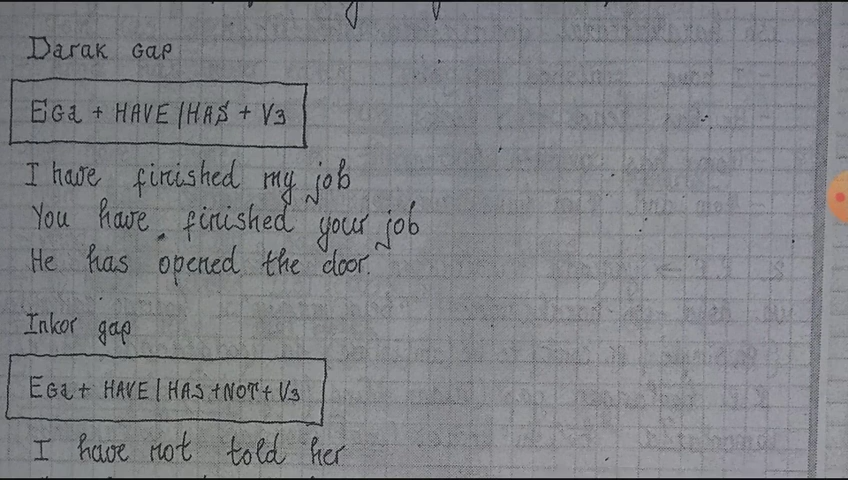 Darak gap
EGA + HAVE/HAS + V3
I have finished my job
You have finished your job
He has opened the door.
Inkor gap
EGA + HAVE/HAS + NOT + V3
I have not told her